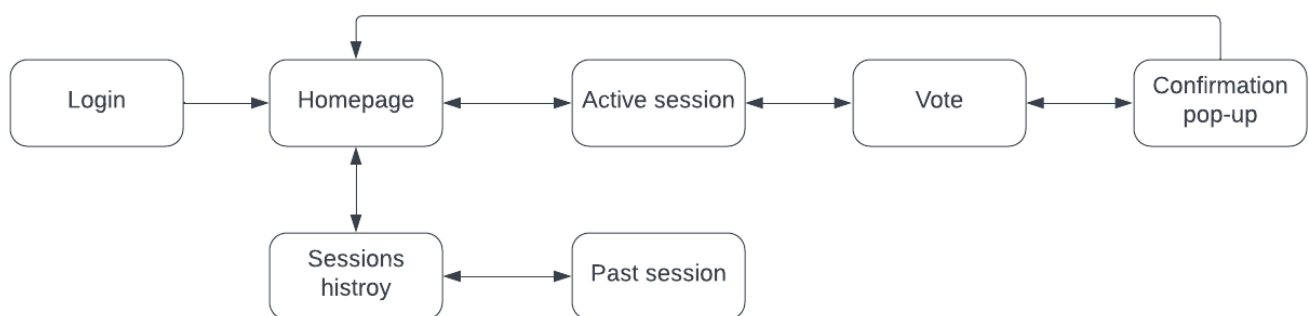 Login
Homepage
Active session
Vote
Confirmation
pop-up
Sessions
histroy
Past session